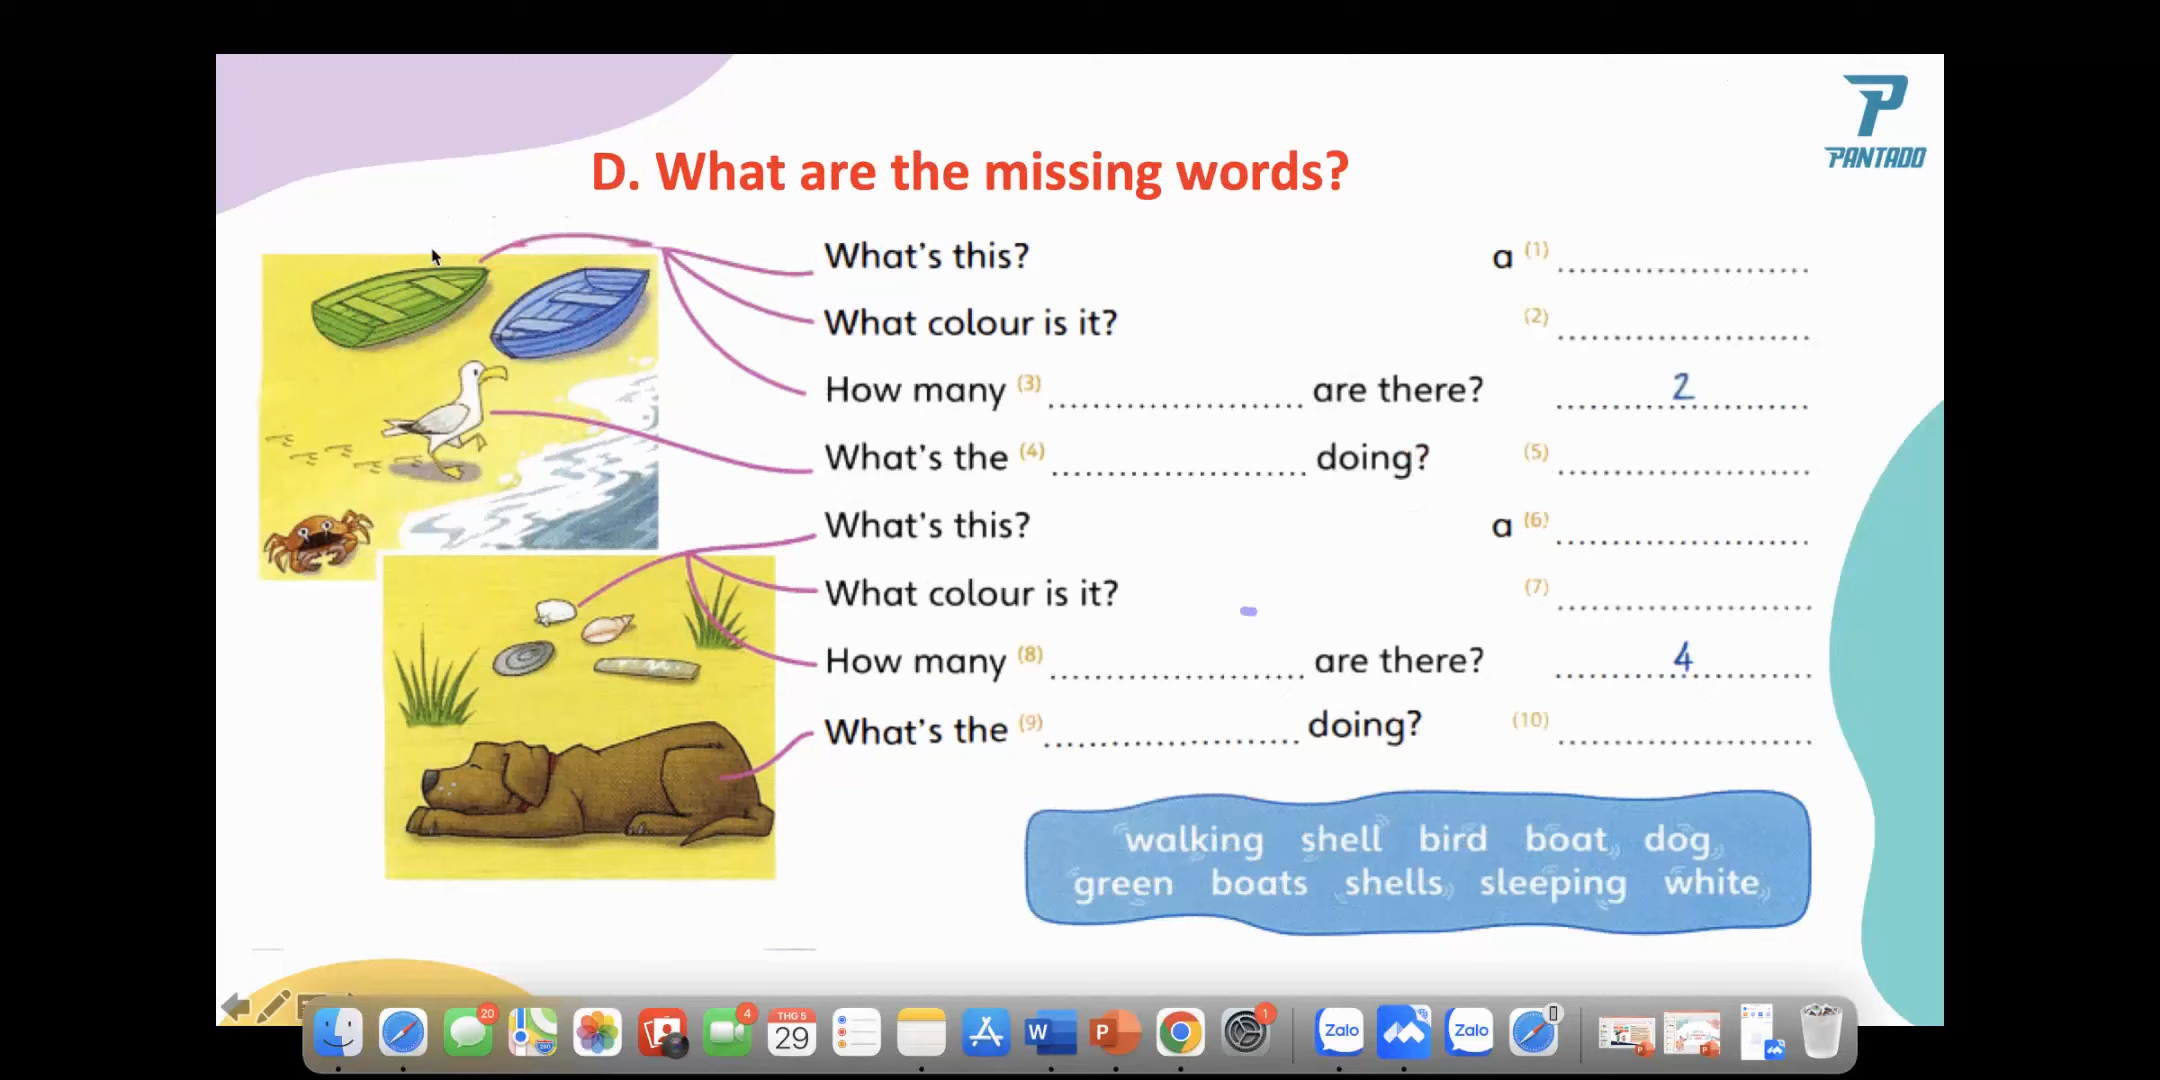 PANTADO
D. What are the missing words?
What's this? a (1)
What colour is it? (2)
How many (3) are there? 2
What's the (4) doing? (5)
What's this? a (6)
What colour is it? (7)
How many (8) are there? 4
What's the (9) doing? (10)
walking shell bird boat dog
green boats shells sleeping white
20
4
THG 5
29
W
P
1
Zalo
Zalo